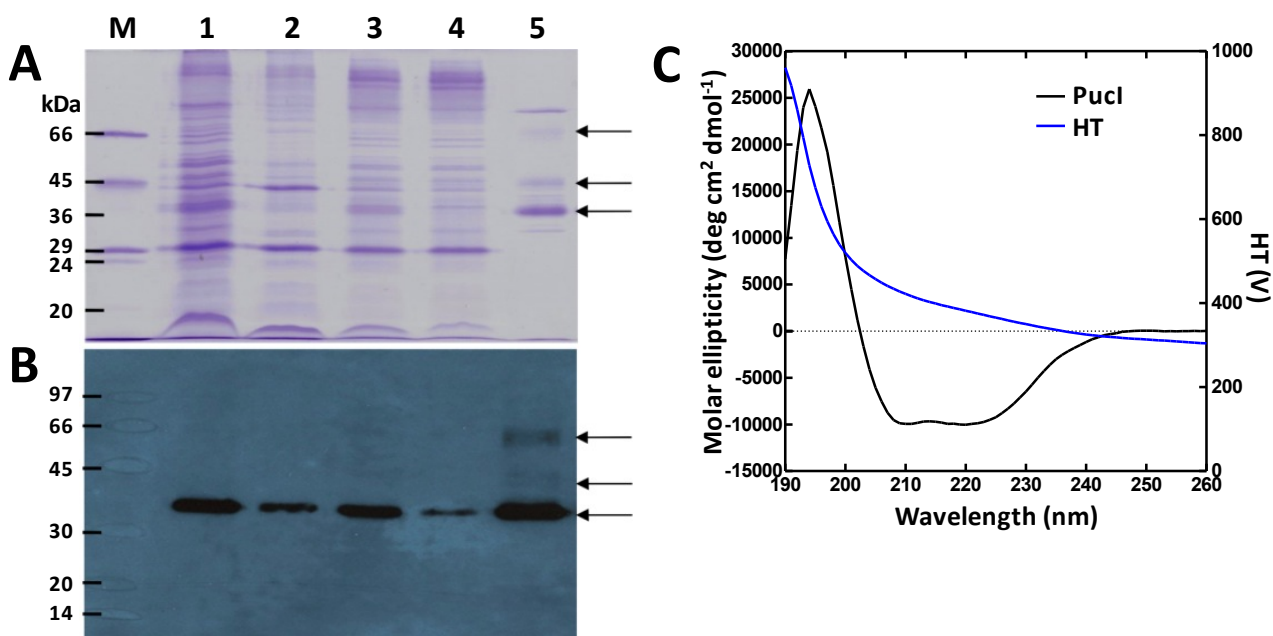 M 1 2 3 4 5
A
kDa
66
45
36
29
24
20
B
97
66
45
30
20
14
C
30000
25000
20000
15000
10000
5000
0
-5000
-10000
-15000
Molar ellipticity (deg cm² dmol⁻¹)
PucI
HT
1000
800
600
400
200
0
HT (V)
190 200 210 220 230 240 250 260
Wavelength (nm)